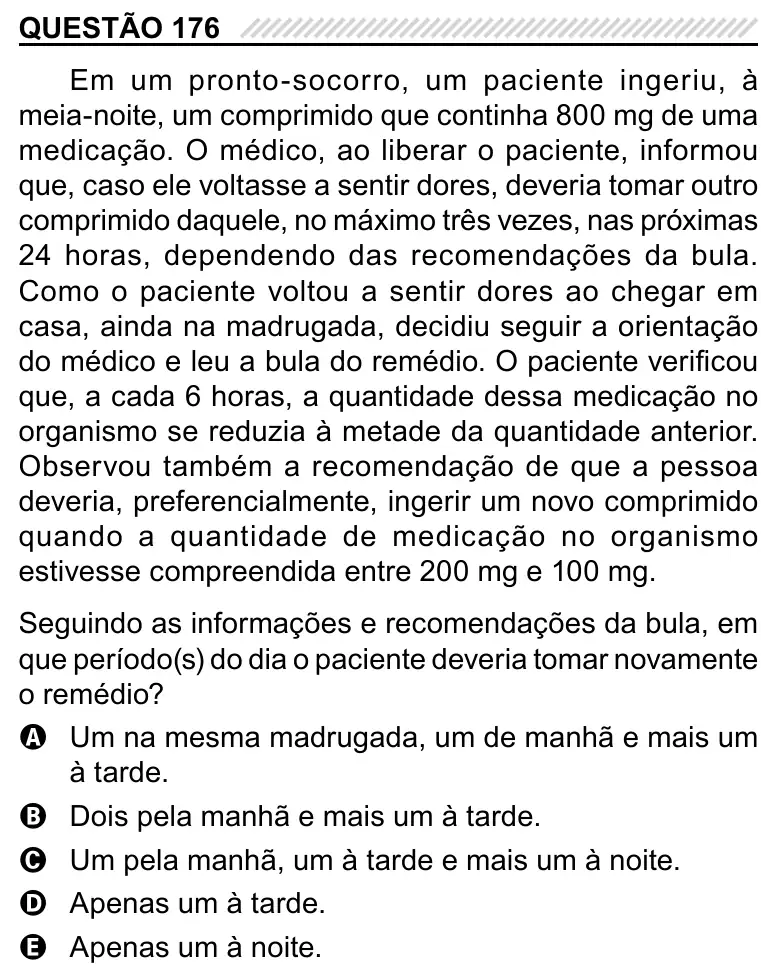 QUESTÃO 176
Em um pronto-socorro, um paciente ingeriu, à
meia-noite, um comprimido que continha 800 mg de uma
medicação. O médico, ao liberar o paciente, informou
que, caso ele voltasse a sentir dores, deveria tomar outro
comprimido daquele, no máximo três vezes, nas próximas
24 horas, dependendo das recomendações da bula.
Como o paciente voltou a sentir dores ao chegar em
casa, ainda na madrugada, decidiu seguir a orientação
do médico e leu a bula do remédio. O paciente verificou
que, a cada 6 horas, a quantidade dessa medicação no
organismo se reduzia à metade da quantidade anterior.
Observou também a recomendação de que a pessoa
deveria, preferencialmente, ingerir um novo comprimido
quando a quantidade de medicação no organismo
estivesse compreendida entre 200 mg e 100 mg.
Seguindo as informações e recomendações da bula, em
que período(s) do dia o paciente deveria tomar novamente
o remédio?
A Um na mesma madrugada, um de manhã e mais um
à tarde.
B Dois pela manhã e mais um à tarde.
C Um pela manhã, um à tarde e mais um à noite.
D Apenas um à tarde.
E Apenas um à noite.